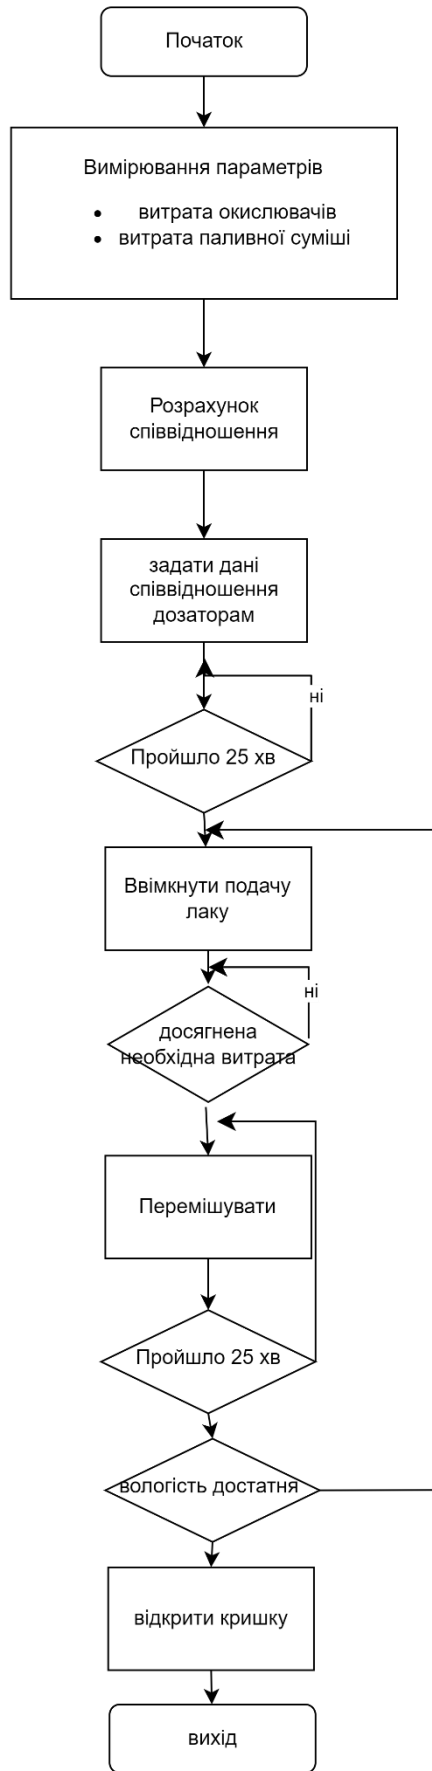 Початок
Вимірювання параметрів
• витрата окислювачів
• витрата паливної суміші
Розрахунок
співвідношення
задати дані
співвідношення
дозаторам
ні
Пройшло 25 хв
Ввімкнути подачу
лаку
ні
досягнена
необхідна витрата
Перемішувати
Пройшло 25 хв
вологість достатня
відкрити кришку
вихід